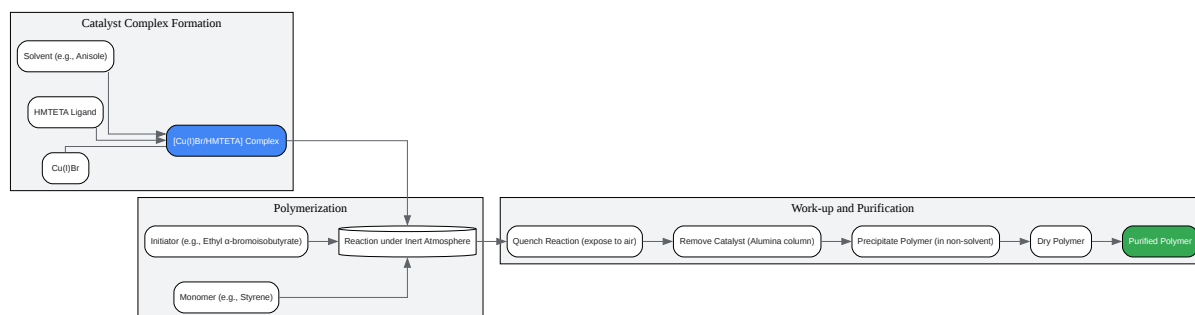 Catalyst Complex Formation
Solvent (e.g., Anisole)
HMTETA Ligand
[Cu(I)Br/HMTETA] Complex
Cu(I)Br
Polymerization
Initiator (e.g., Ethyl α-bromoisobutyrate)
Reaction under Inert Atmosphere
Monomer (e.g., Styrene)
Work-up and Purification
Quench Reaction (expose to air)
Remove Catalyst (Alumina column)
Precipitate Polymer (in non-solvent)
Dry Polymer
Purified Polymer